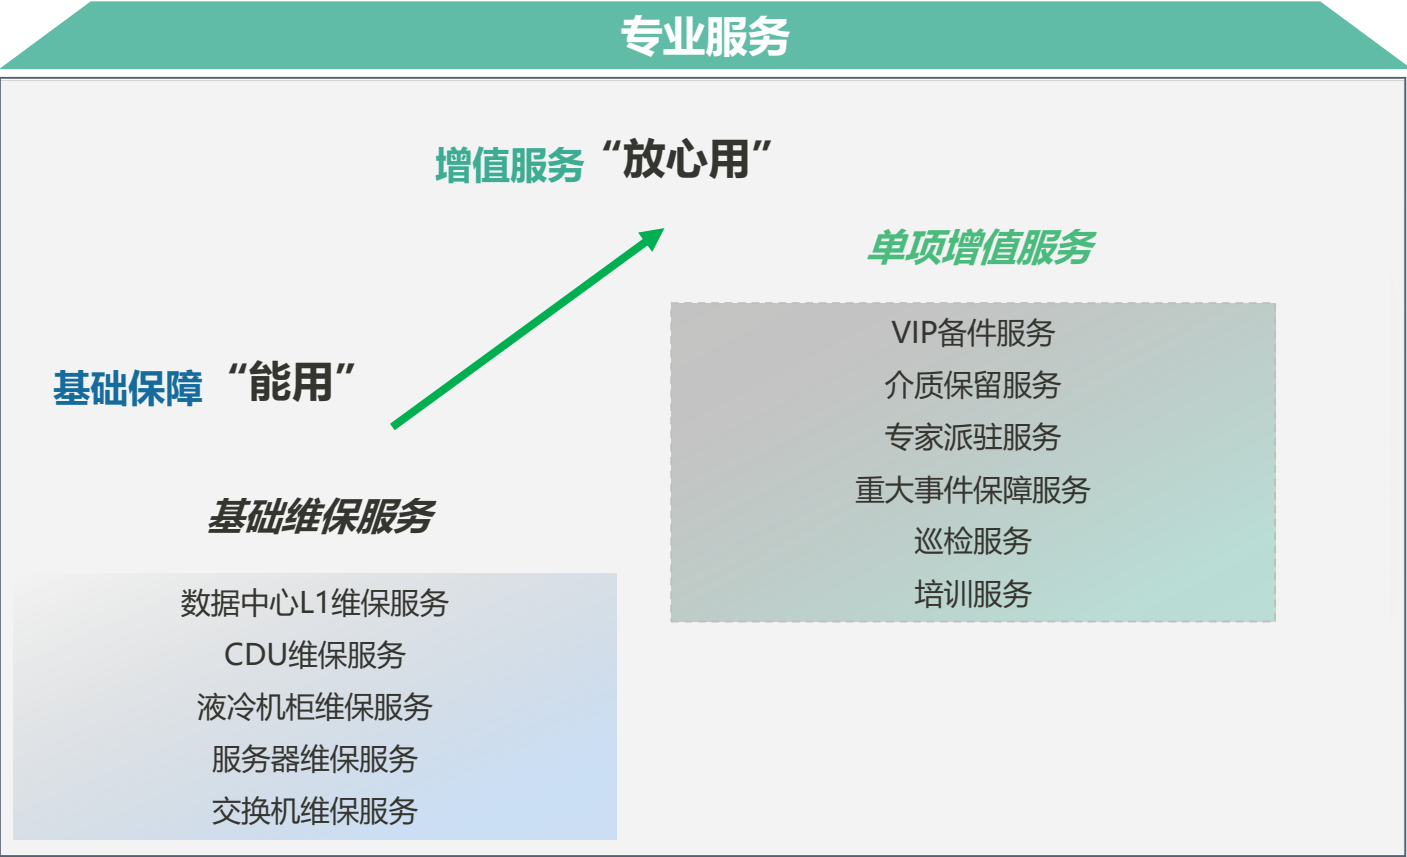 专业服务
增值服务 “放心用”
单项增值服务
VIP备件服务
介质保留服务
专家派驻服务
重大事件保障服务
巡检服务
培训服务
基础保障 “能用”
基础维保服务
数据中心L1维保服务
CDU维保服务
液冷机柜维保服务
服务器维保服务
交换机维保服务